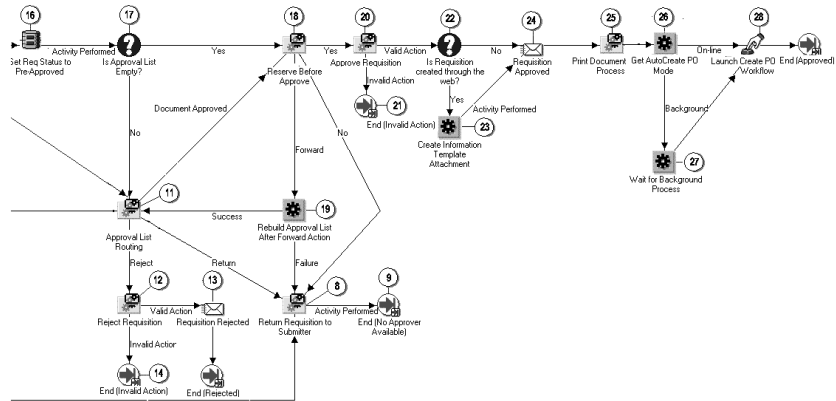 16
17
18
20
22
24
25
26
28
Activity Performed
Yes
Yes
Valid Action
No
On-line
Set Req Status to
Pre-Approved
Is Approval List
Empty?
Reserve Before
Approve
Approve Requisition
Is Requisition
created through the
web?
Requisition
Approved
Print Document
Process
Get AutoCreate PO
Mode
Launch Create PO
Workflow
End (Approved)
Invalid Action
21
End (Invalid Action)
Yes
Activity Performed
23
Create Information
Template
Attachment
Background
27
Wait for Background
Process
Document Approved
No
No
Forward
11
Approval List
Routing
Success
19
Rebuild Approval List
After Forward Action
Reject
Return
Failure
12
Reject Requisition
Valid Action
13
Requisition Rejected
8
Return Requisition to
Submitter
Activity Performed
9
End (No Approver
Available)
Invalid Action
14
End (Invalid Action)
End (Rejected)